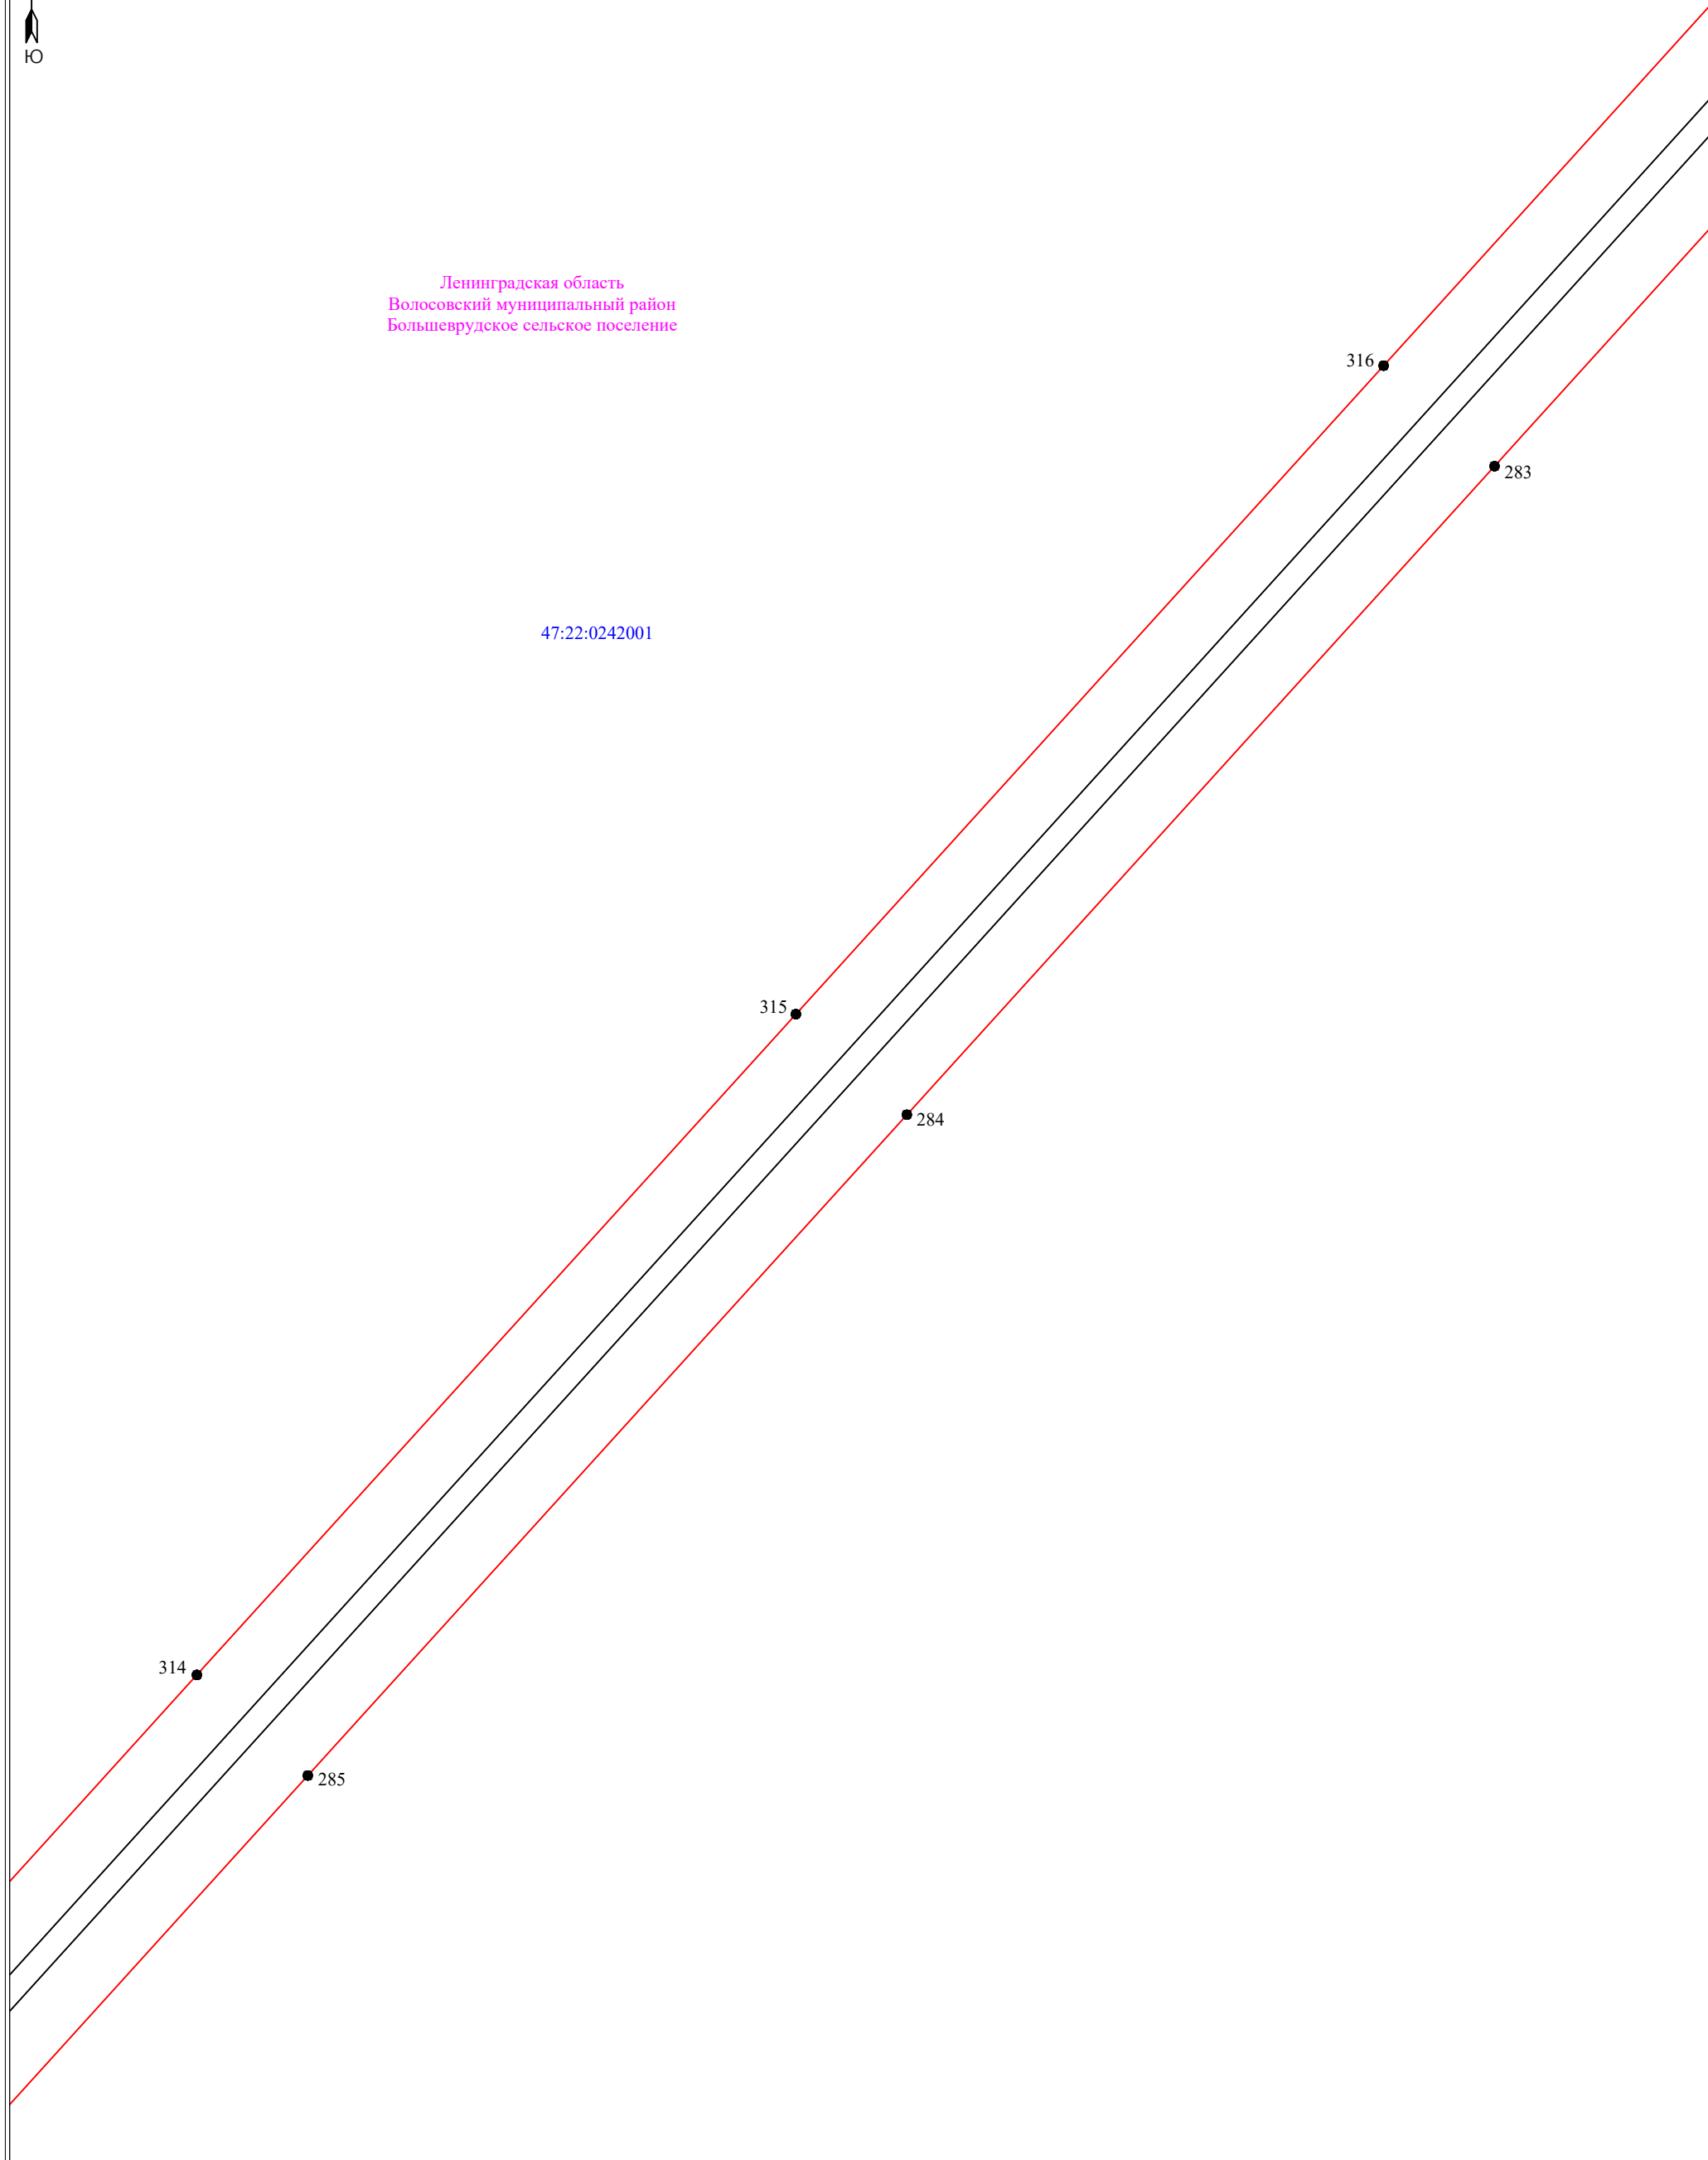 Ю
Ленинградская область
Волосовский муниципальный район
Большеврудское сельское поселение
316
283
47:22:0242001
315
284
314
285